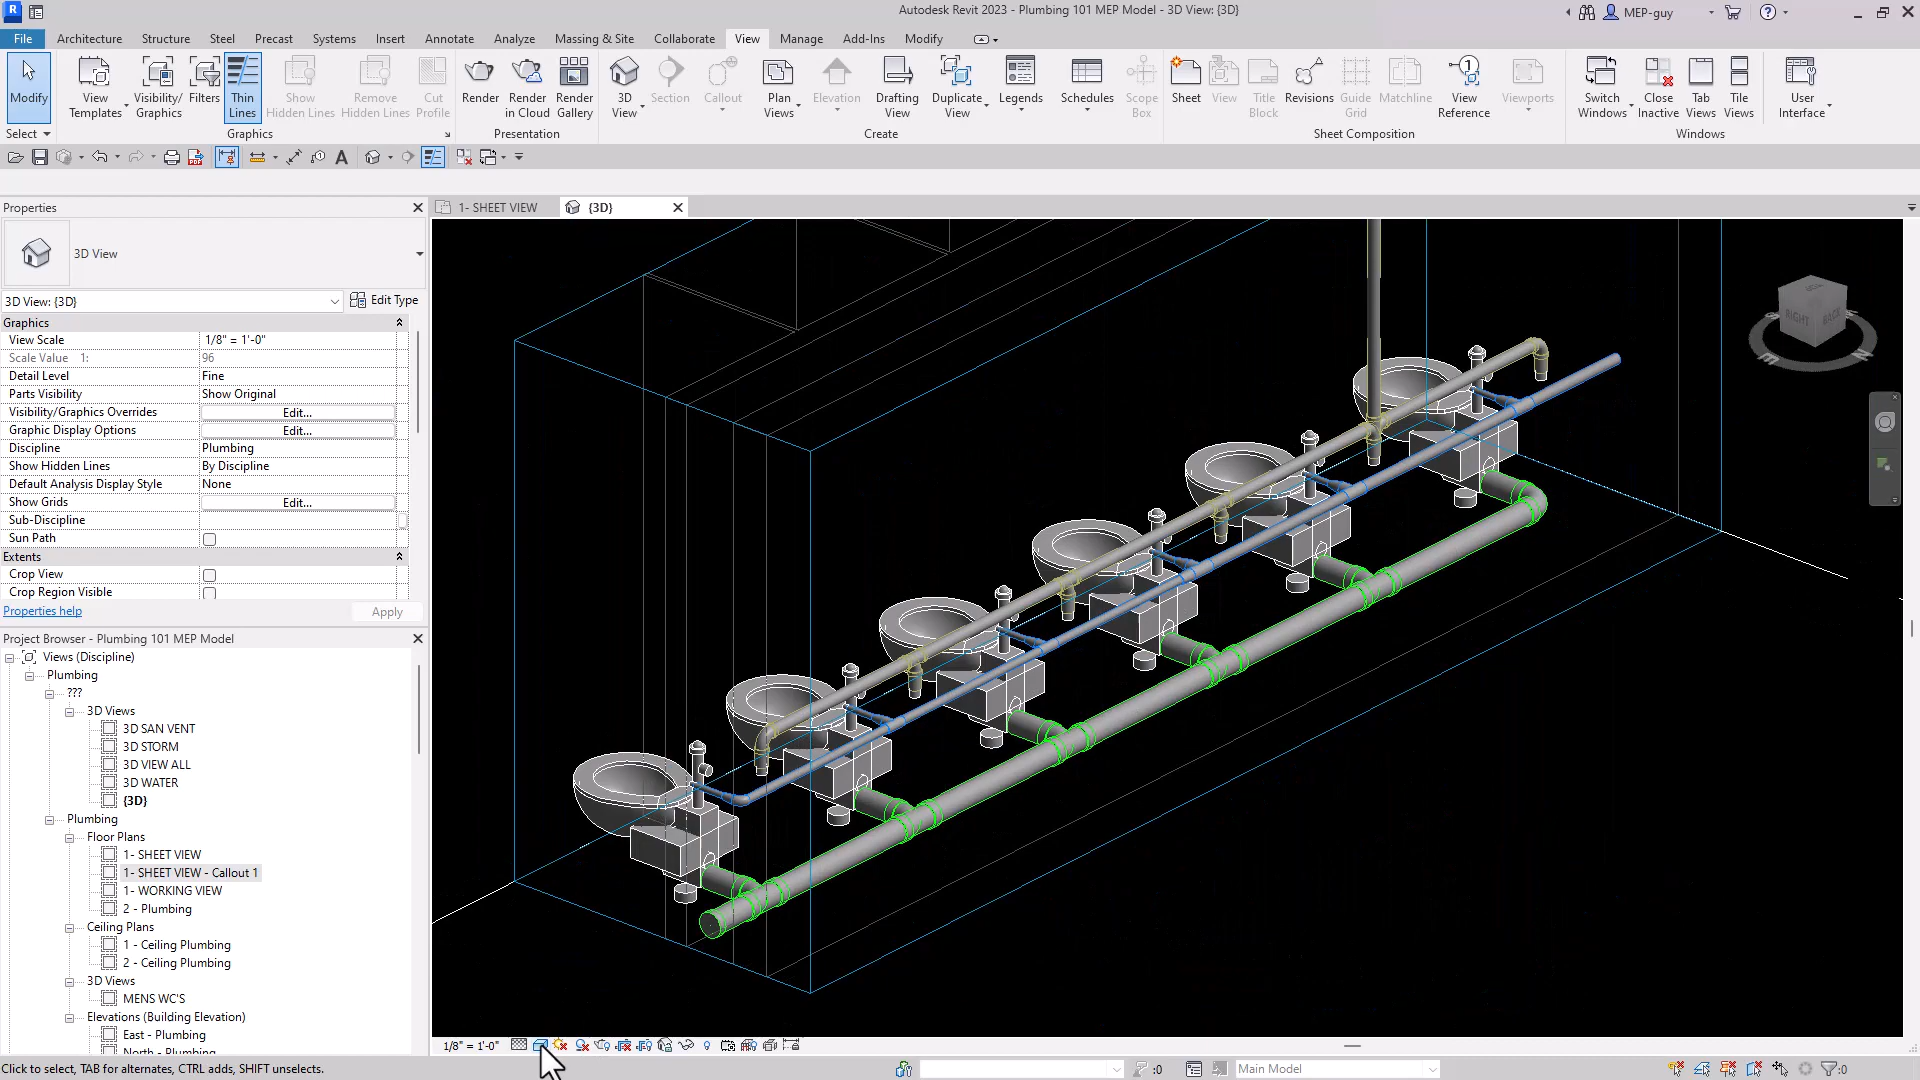 Autodesk Revit 2023 - Plumbing 101 MEP Model - 3D View: {3D}
MEP-guy
File Architecture Structure Steel Precast Systems Insert Annotate Analyze Massing & Site Collaborate View Manage Add-Ins Modify
Modify
View Templates
Visibility/ Graphics
Filters
Thin Lines
Show Hidden Lines
Remove Hidden Lines
Cut Profile
Render
Render in Cloud
Render Gallery
3D View
Section
Callout
Plan Views
Elevation
Drafting View
Duplicate View
Legends
Schedules
Scope Box
Sheet
View
Title Block
Revisions
Guide Grid
Matchline
View Reference
Viewports
Switch Windows
Close Inactive
Tab Views
Tile Views
User Interface
Select Graphics Presentation Create Sheet Composition Windows
Properties
1- SHEET VIEW {3D}
3D View
3D View: {3D} Edit Type
Graphics
View Scale 1/8" = 1'-0"
Scale Value 1: 96
Detail Level Fine
Parts Visibility Show Original
Visibility/Graphics Overrides Edit...
Graphic Display Options Edit...
Discipline Plumbing
Show Hidden Lines By Discipline
Default Analysis Display Style None
Show Grids Edit...
Sub-Discipline
Sun Path
Extents
Crop View
Crop Region Visible
Properties help Apply
Project Browser - Plumbing 101 MEP Model
Views (Discipline)
Plumbing
???
3D Views
3D SAN VENT
3D STORM
3D VIEW ALL
3D WATER
{3D}
Plumbing
Floor Plans
1- SHEET VIEW
1- SHEET VIEW - Callout 1
1- WORKING VIEW
2 - Plumbing
Ceiling Plans
1 - Ceiling Plumbing
2 - Ceiling Plumbing
3D Views
MENS WC'S
Elevations (Building Elevation)
East - Plumbing
North - Plumbing
RIGHT BACK
E N
1/8" = 1'-0"
Click to select, TAB for alternates, CTRL adds, SHIFT unselects.
:0
Main Model
:0